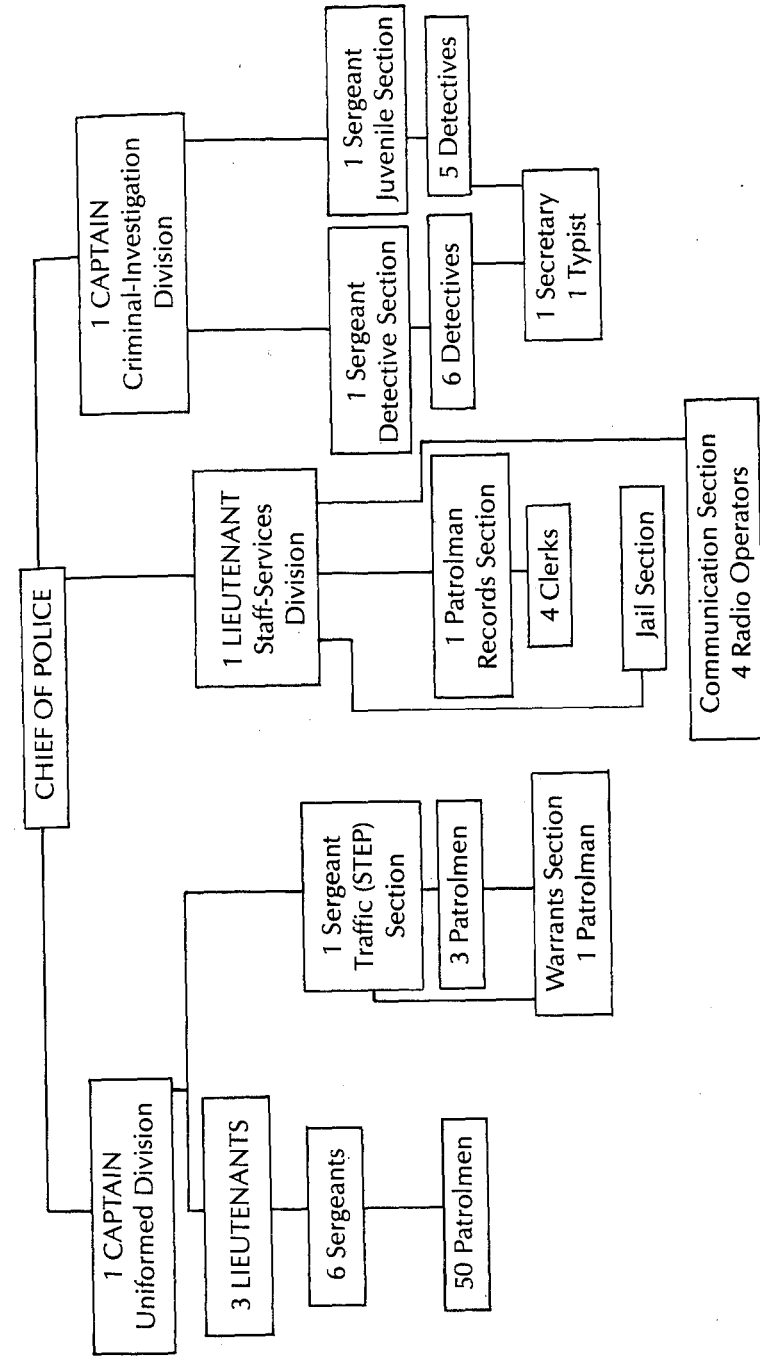 CHIEF OF POLICE
1 CAPTAIN
Uniformed Division
3 LIEUTENANTS
6 Sergeants
50 Patrolmen
1 Sergeant
Traffic (STEP)
Section
3 Patrolmen
Warrants Section
1 Patrolman
1 LIEUTENANT
Staff-Services
Division
1 Patrolman
Records Section
4 Clerks
Jail Section
Communication Section
4 Radio Operators
1 CAPTAIN
Criminal-Investigation
Division
1 Sergeant
Detective Section
6 Detectives
1 Sergeant
Juvenile Section
5 Detectives
1 Secretary
1 Typist